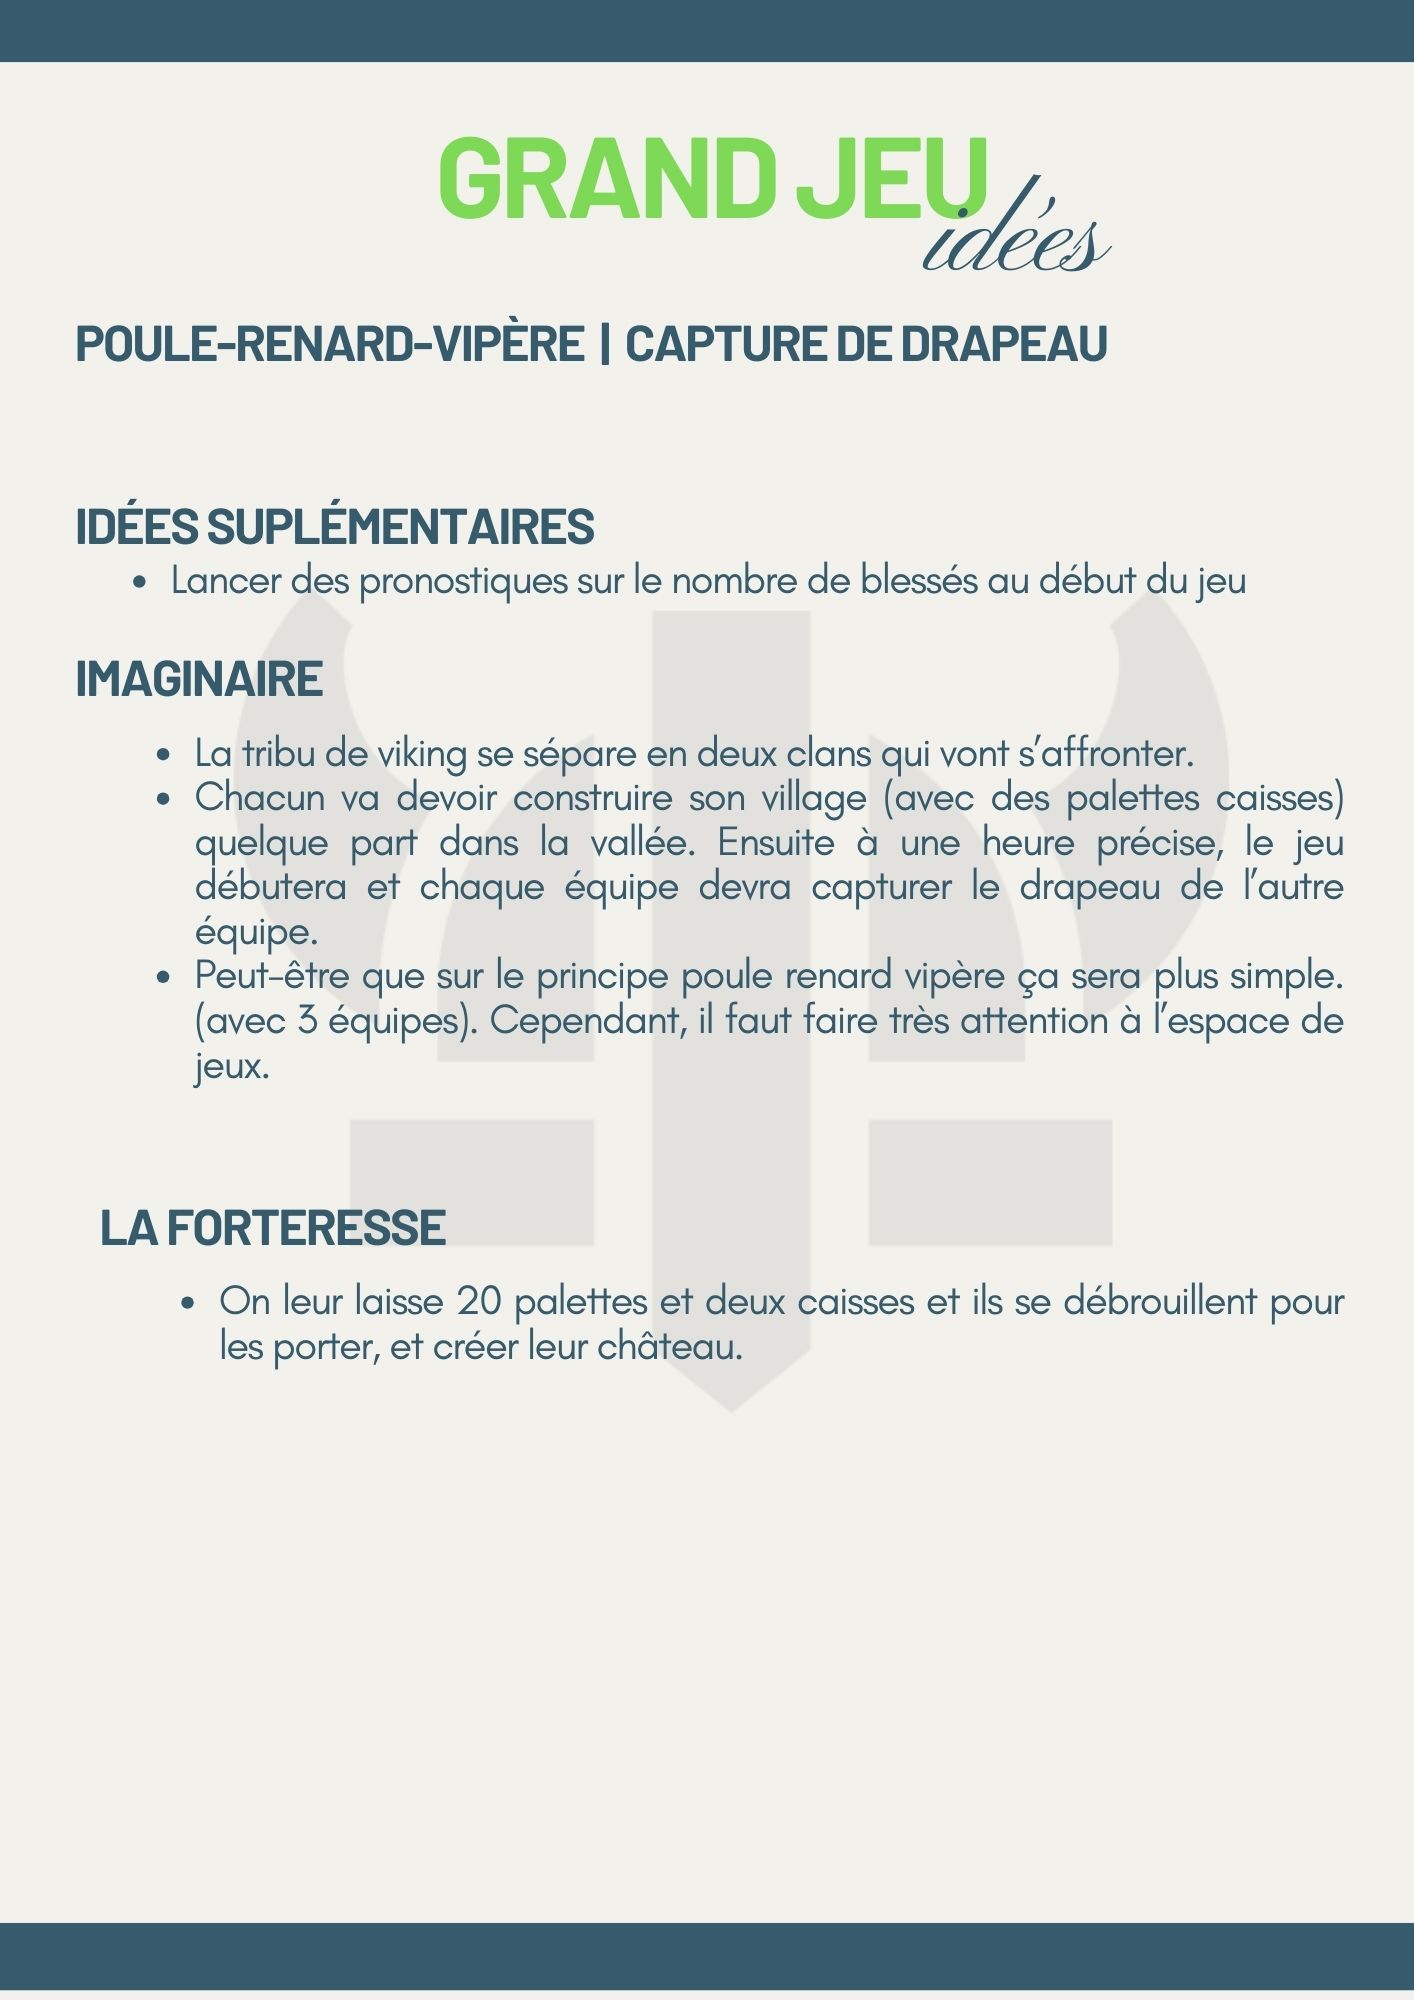 GRAND JEU
idées
POULE-RENARD-VIPÈRE | CAPTURE DE DRAPEAU
IDÉES SUPLÉMENTAIRES
• Lancer des pronostiques sur le nombre de blessés au début du jeu
IMAGINAIRE
• La tribu de viking se sépare en deux clans qui vont s’affronter.
• Chacun va devoir construire son village (avec des palettes caisses)
quelque part dans la vallée. Ensuite à une heure précise, le jeu
débutera et chaque équipe devra capturer le drapeau de l’autre
équipe.
• Peut-être que sur le principe poule renard vipère ça sera plus simple.
(avec 3 équipes). Cependant, il faut faire très attention à l’espace de
jeux.
LA FORTERESSE
• On leur laisse 20 palettes et deux caisses et ils se débrouillent pour
les porter, et créer leur château.